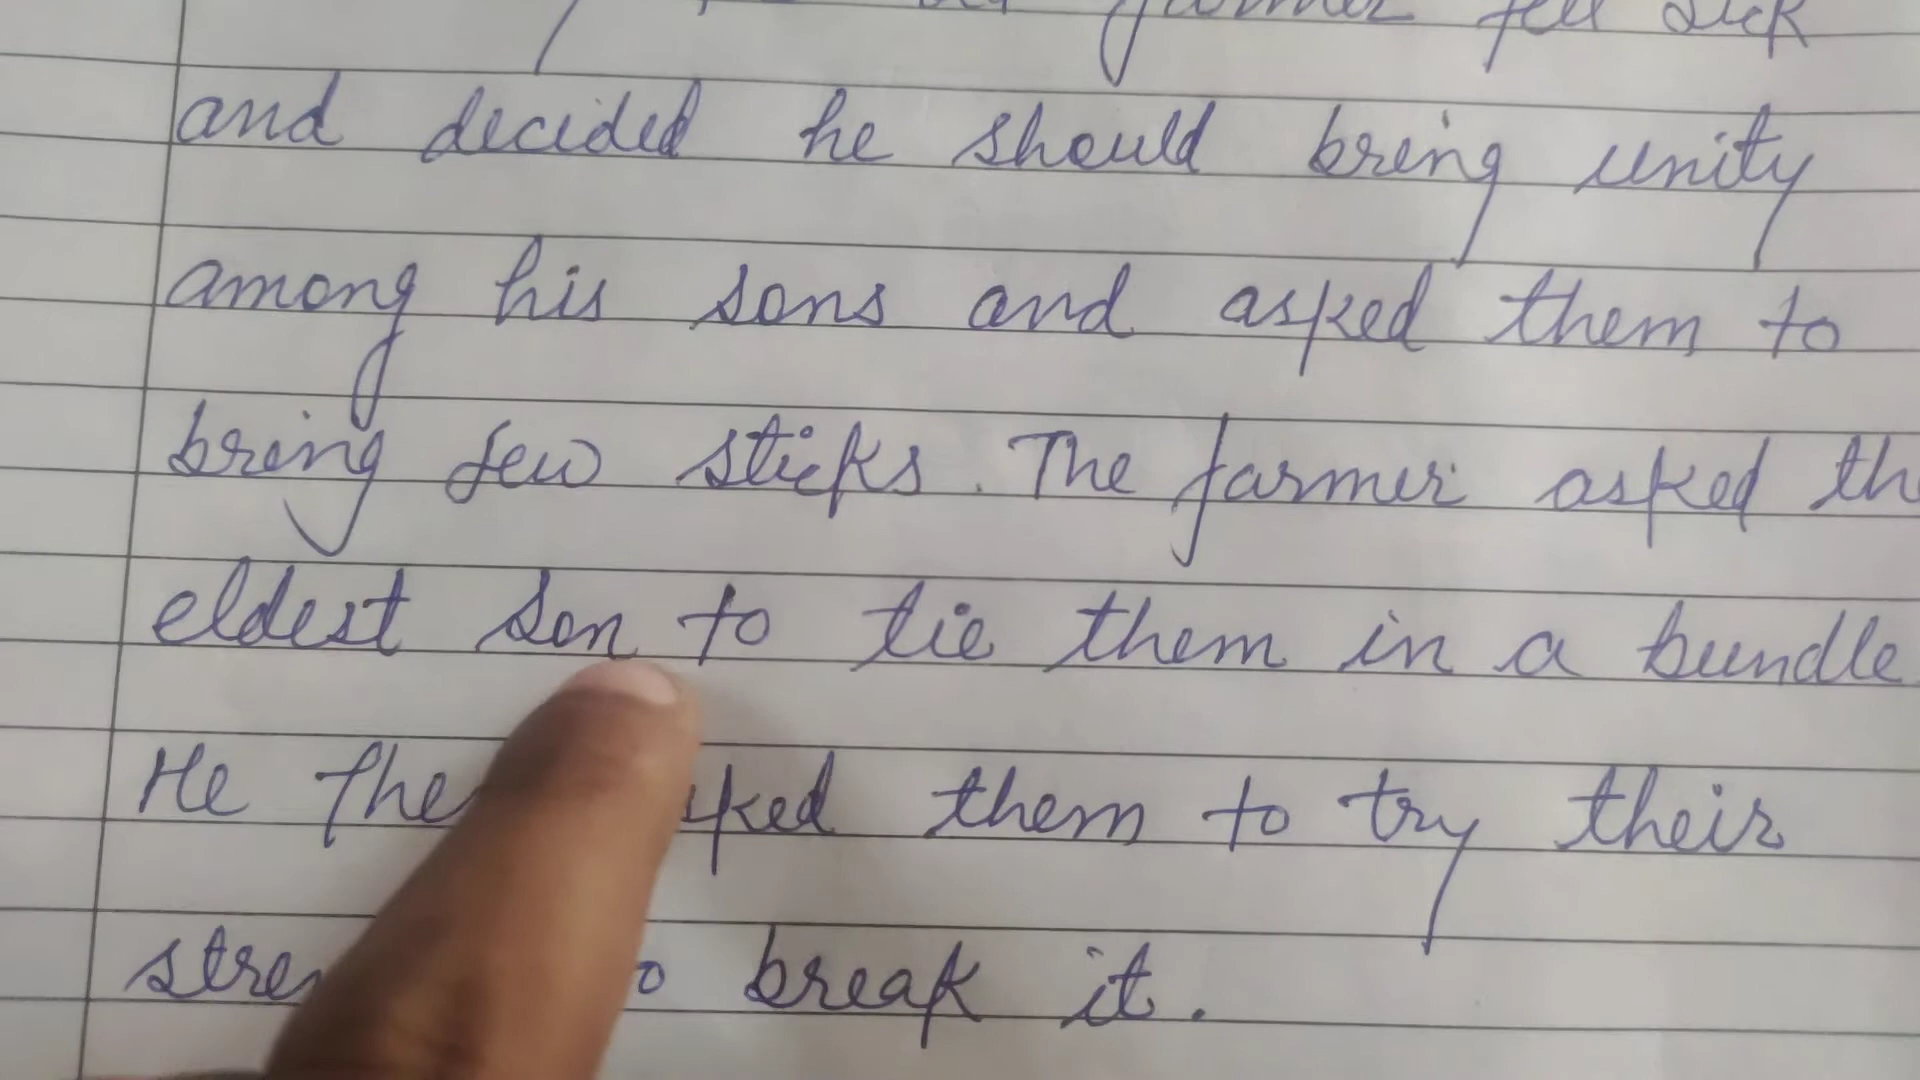 farmer fell sick
and decided he should bring unity
among his sons and asked them to
bring few sticks. The farmer asked the
eldest son to tie them in a bundle
He them to try their
break it.